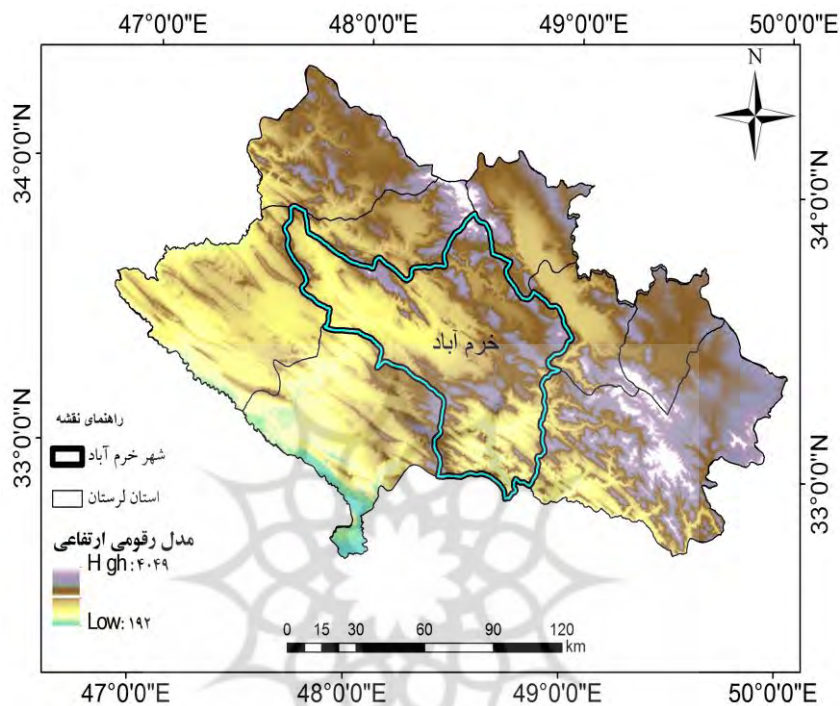 47°0'0"E 48°0'0"E 49°0'0"E 50°0'0"E
N
34°0'0"N
34°0'0"N
خرم آباد
راهنمای نقشه
شهر خرم آباد
استان لرستان
33°0'0"N
33°0'0"N
مدل رقومی ارتفاعی
H gh:۴۰۴۹
Low:۱۹۲
0 15 30 60 90 120
km
47°0'0"E 48°0'0"E 49°0'0"E 50°0'0"E